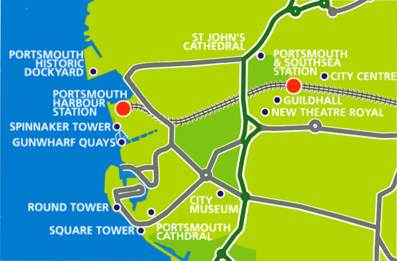 ST JOHN'S
CATHEDRAL
PORTSMOUTH
HISTORIC
DOCKYARD
PORTSMOUTH
& SOUTHSEA
STATION
CITY CENTRE
PORTSMOUTH
HARBOUR
STATION
GUILDHALL
NEW THEATRE ROYAL
SPINNAKER TOWER
GUNWHARF QUAYS
CITY
MUSEUM
ROUND TOWER
SQUARE TOWER
PORTSMOUTH
CATHDRAL